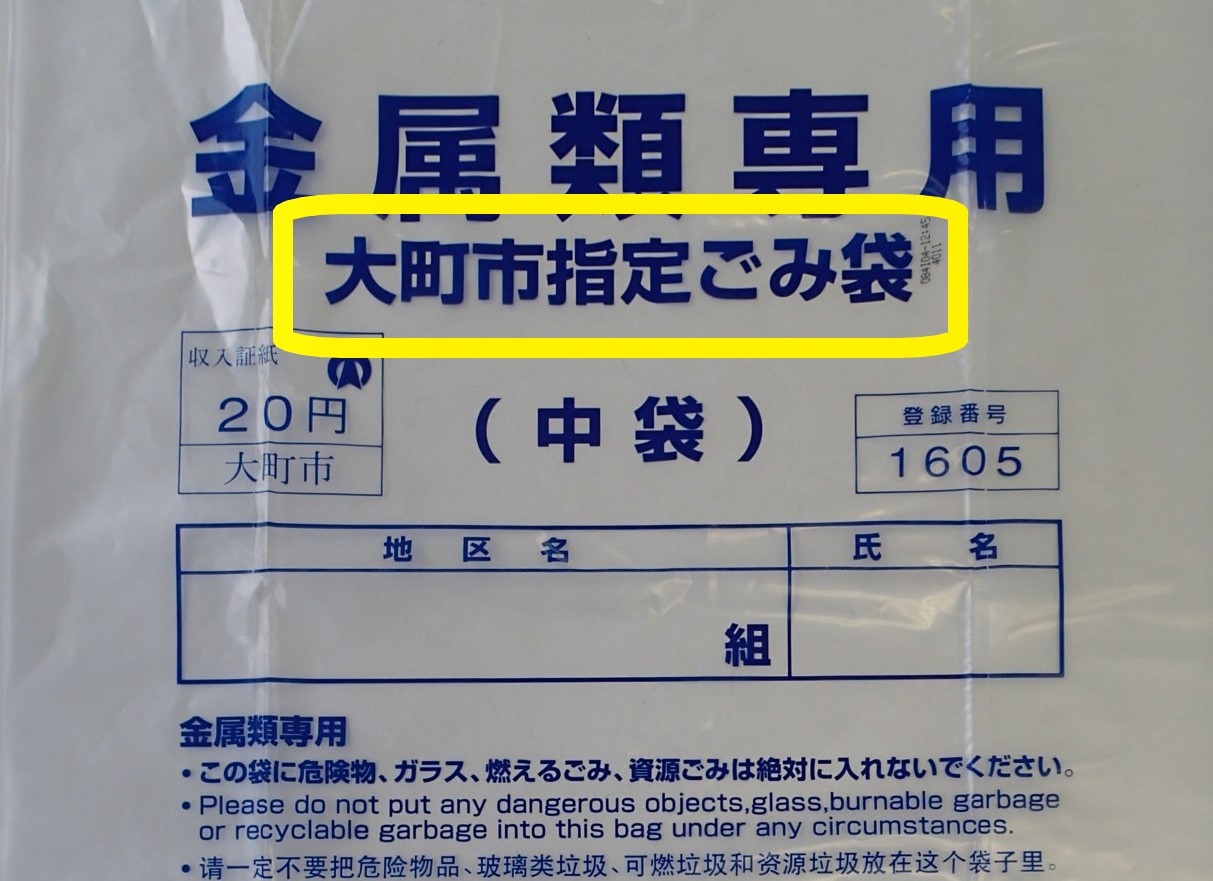 金属類専用
大町市指定ごみ袋
084104-12:45
4011
収入証紙
20円
大町市
(中袋)
登録番号
1605
地区名
氏名
組
金属類専用
・この袋に危険物、ガラス、燃えるごみ、資源ごみは絶対に入れないでください。
・Please do not put any dangerous objects,glass,burnable garbage
or recyclable garbage into this bag under any circumstances.
・请一定不要把危险物品、玻璃类垃圾、可燃垃圾和资源垃圾放在这个袋子里。